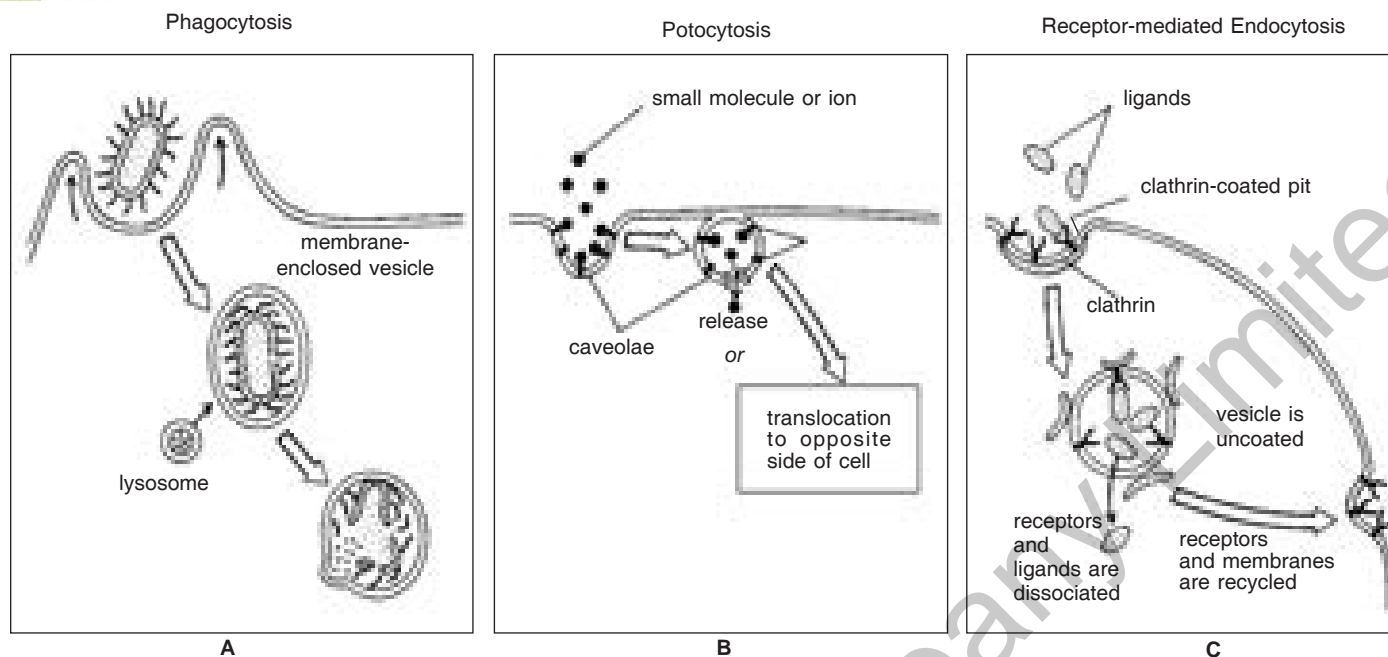 Phagocytosis
membrane-
enclosed vesicle
lysosome
A
Potocytosis
small molecule or ion
caveolae
release
or
translocation
to opposite
side of cell
B
Receptor-mediated Endocytosis
ligands
clathrin-coated pit
clathrin
vesicle is
uncoated
receptors
and
ligands are
dissociated
receptors
and membranes
are recycled
C